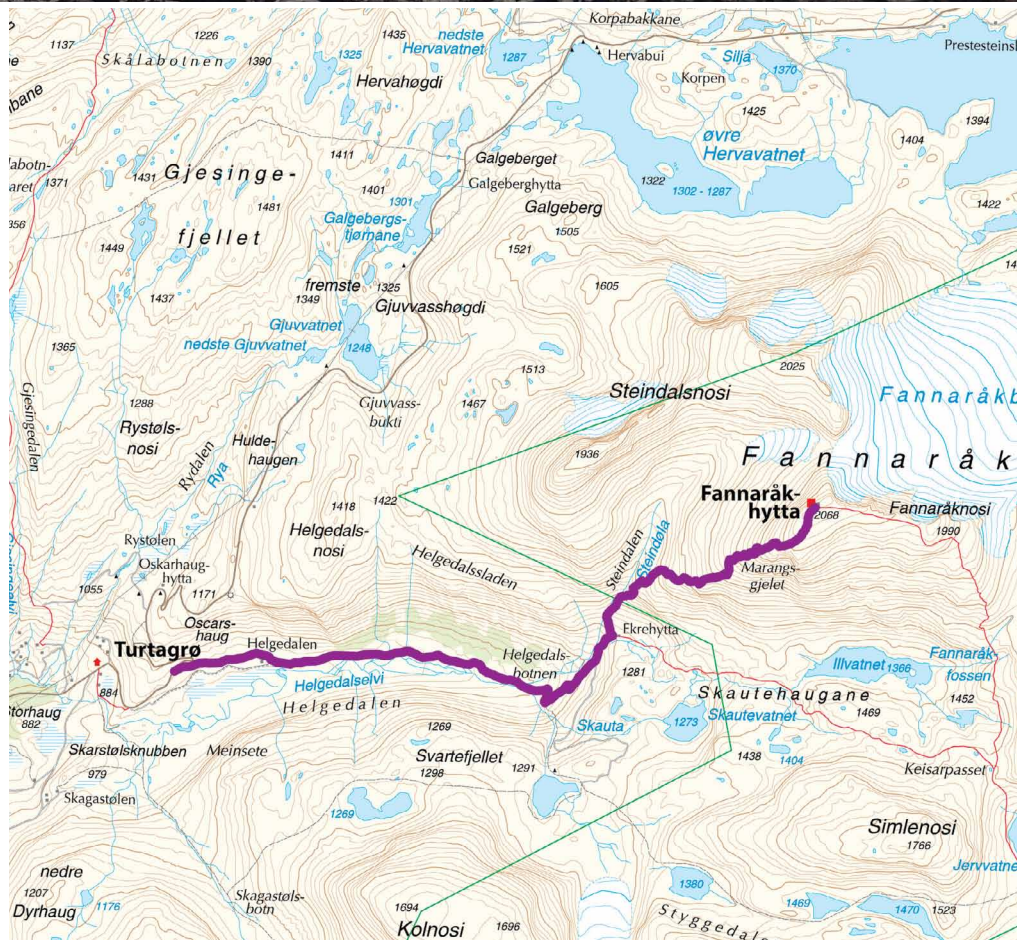 Korpabakkane
nedste
Hervavatnet
1435
1226
1137
Skålabotnen
1390
1325
1287
Hervabui
Silja
1370
Prestesteinsl
Hervahøgdi
Korpen
bane
1425
1394
1404
øvre
Hervavatnet
1411
Galgeberget
Galgeberghytta
labotn-
aret
1371
1431
Gjesinge-
fjellet
1401
1481
1301
1322
1302 - 1287
Galgebergs-
tjørnane
Galgeberg
1422
356
1449
1505
1521
fremste
1349
1325
1605
1437
Gjuvvasshøgdi
Gjuvvatnet
nedste Gjuvvatnet
1248
1365
1513
2025
Steindalsnosi
Fannaråkb
1288
Rystøls-
nosi
Gjuvvass-
bukti
1467
Gjesingedalen
Rydalen
Rya
Hulde-
haugen
1936
Fannaråk
Fannaråk-
hytta
2068
Fannaråknosi
1990
1418
1422
Helgedals-
nosi
Rystølen
Oskarhaug-
hytta
Helgedalssladen
Steindalen
Steindøla
Marangs-
gjelet
1055
1171
Oscars-
haug
Turtagrø
Helgedalen
Ekrehytta
Helgedals-
botnen
Illvatnet 1366
Fannaråk-
fossen
Helgedalselvi
Helgedalen
1281
Skautehaugane
1452
884
1469
Storhaug
882
1269
Skauta
1273
Skautevatnet
Skarstølsknubben
Meinsete
Svartefjellet
1298
1291
1438
1404
Keisarpasset
979
Skagastølen
1269
Simlenosi
1766
nedre
1207
Dyrhaug
1176
Jervvatne
1380
Skagastøls-
botn
1469
1470
1523
1694
Kolnosi
1696
Styggedal